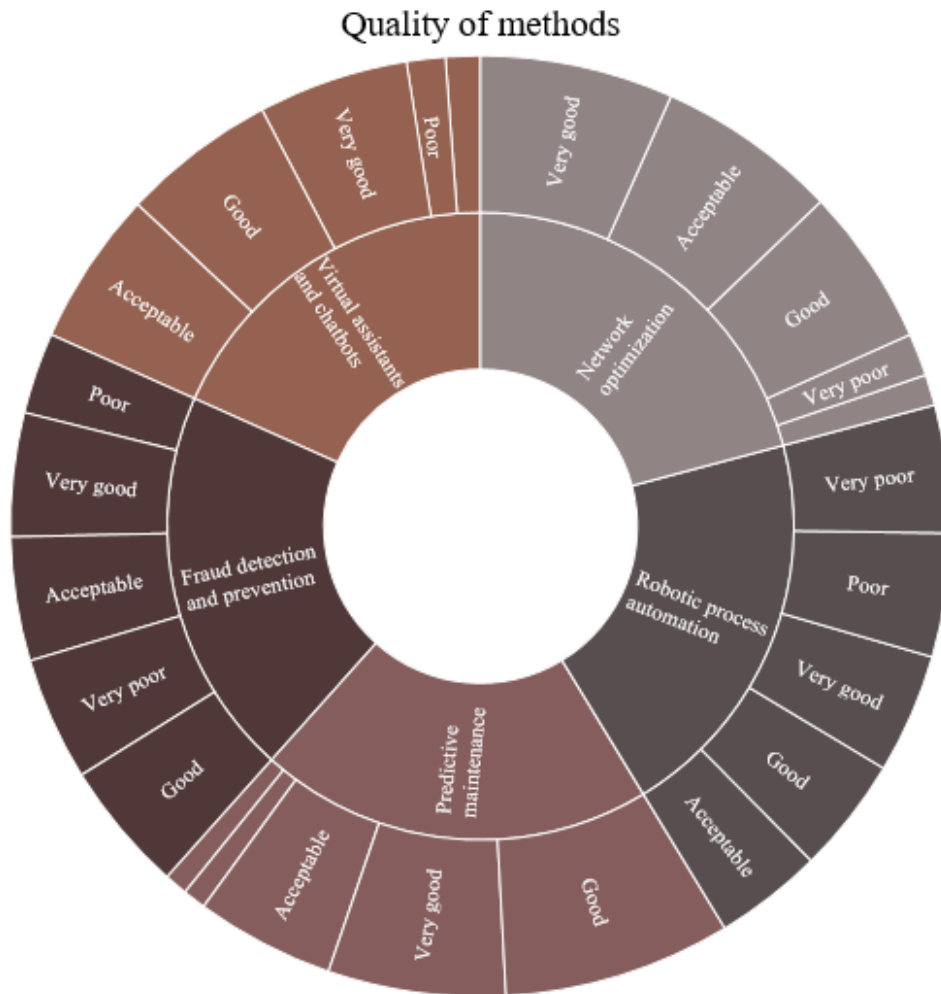 Quality of methods
Very good
Acceptable
Good
Very poor
Network
optimization
Very poor
Poor
Very good
Good
Acceptable
Robotic process
automation
Good
Very good
Acceptable
Predictive
maintenance
Good
Very poor
Acceptable
Very good
Poor
Fraud detection
and prevention
Acceptable
Good
Very good
Poor
Virtual assistants
and chatbots